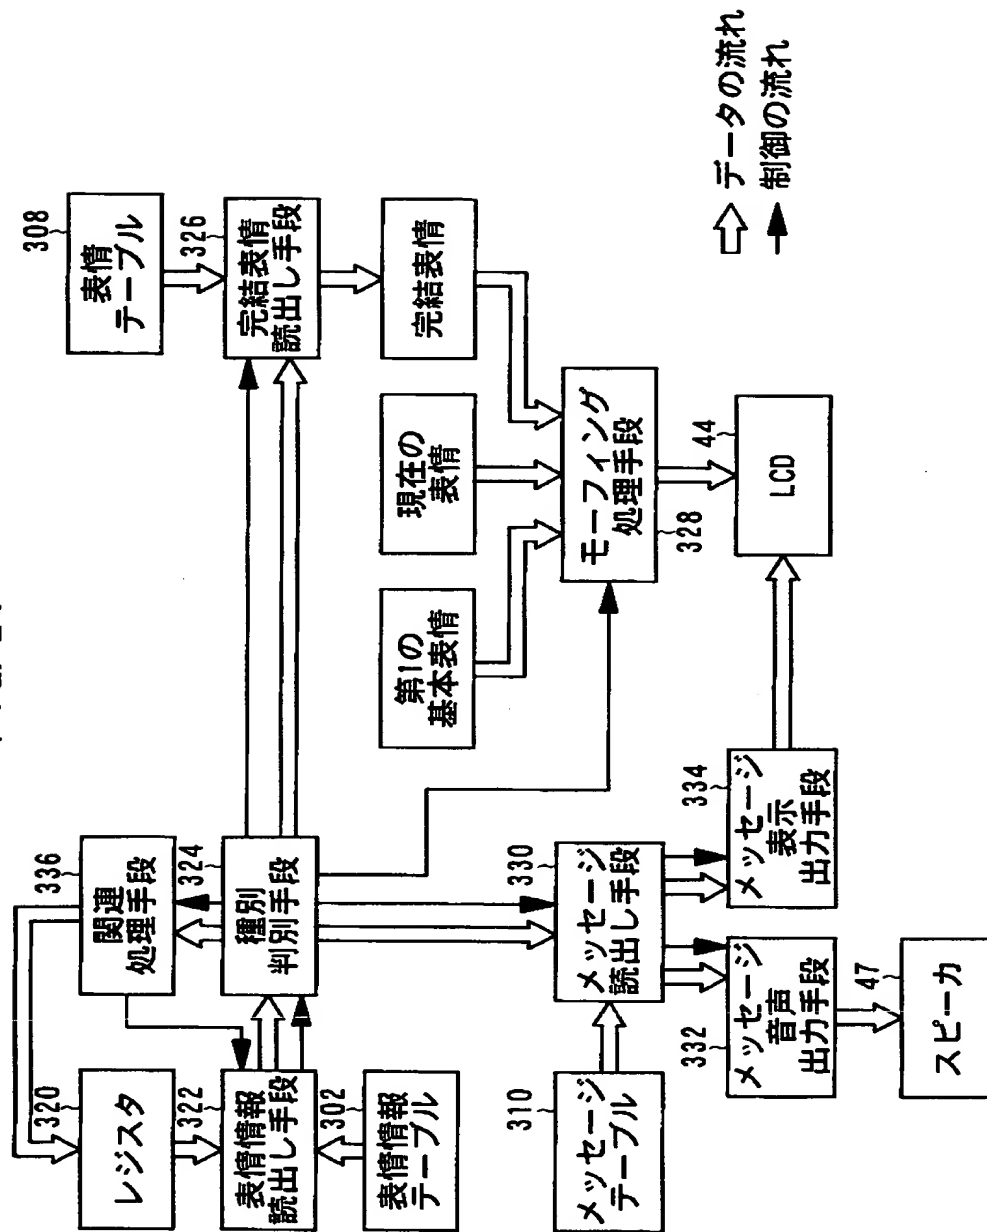 308
表情
テーブル
326
完結表情
読出し手段
完結表情
現在の
表情
第1の
基本表情
モーフィング
処理手段
328
44
LCD
336
関連
処理手段
324
種別
判別手段
320
レジスタ
322
表情情報
読出し手段
302
表情情報
テーブル
330
メッセージ
読出し手段
310
メッセージ
テーブル
334
メッセージ
表示
出力手段
332
メッセージ
音声
出力手段
47
スピーカ
データの流れ
制御の流れ